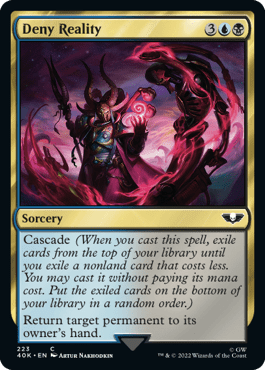 Deny Reality 3
Sorcery
Cascade (When you cast this spell, exile
cards from the top of your library until
you exile a nonland card that costs less.
You may cast it without paying its mana
cost. Put the exiled cards on the bottom of
your library in a random order.)
Return target permanent to its
owner's hand.
223 C
40K • EN ARTUR NAKHODKIN
© GW
™ & © 2022 Wizards of the Coast